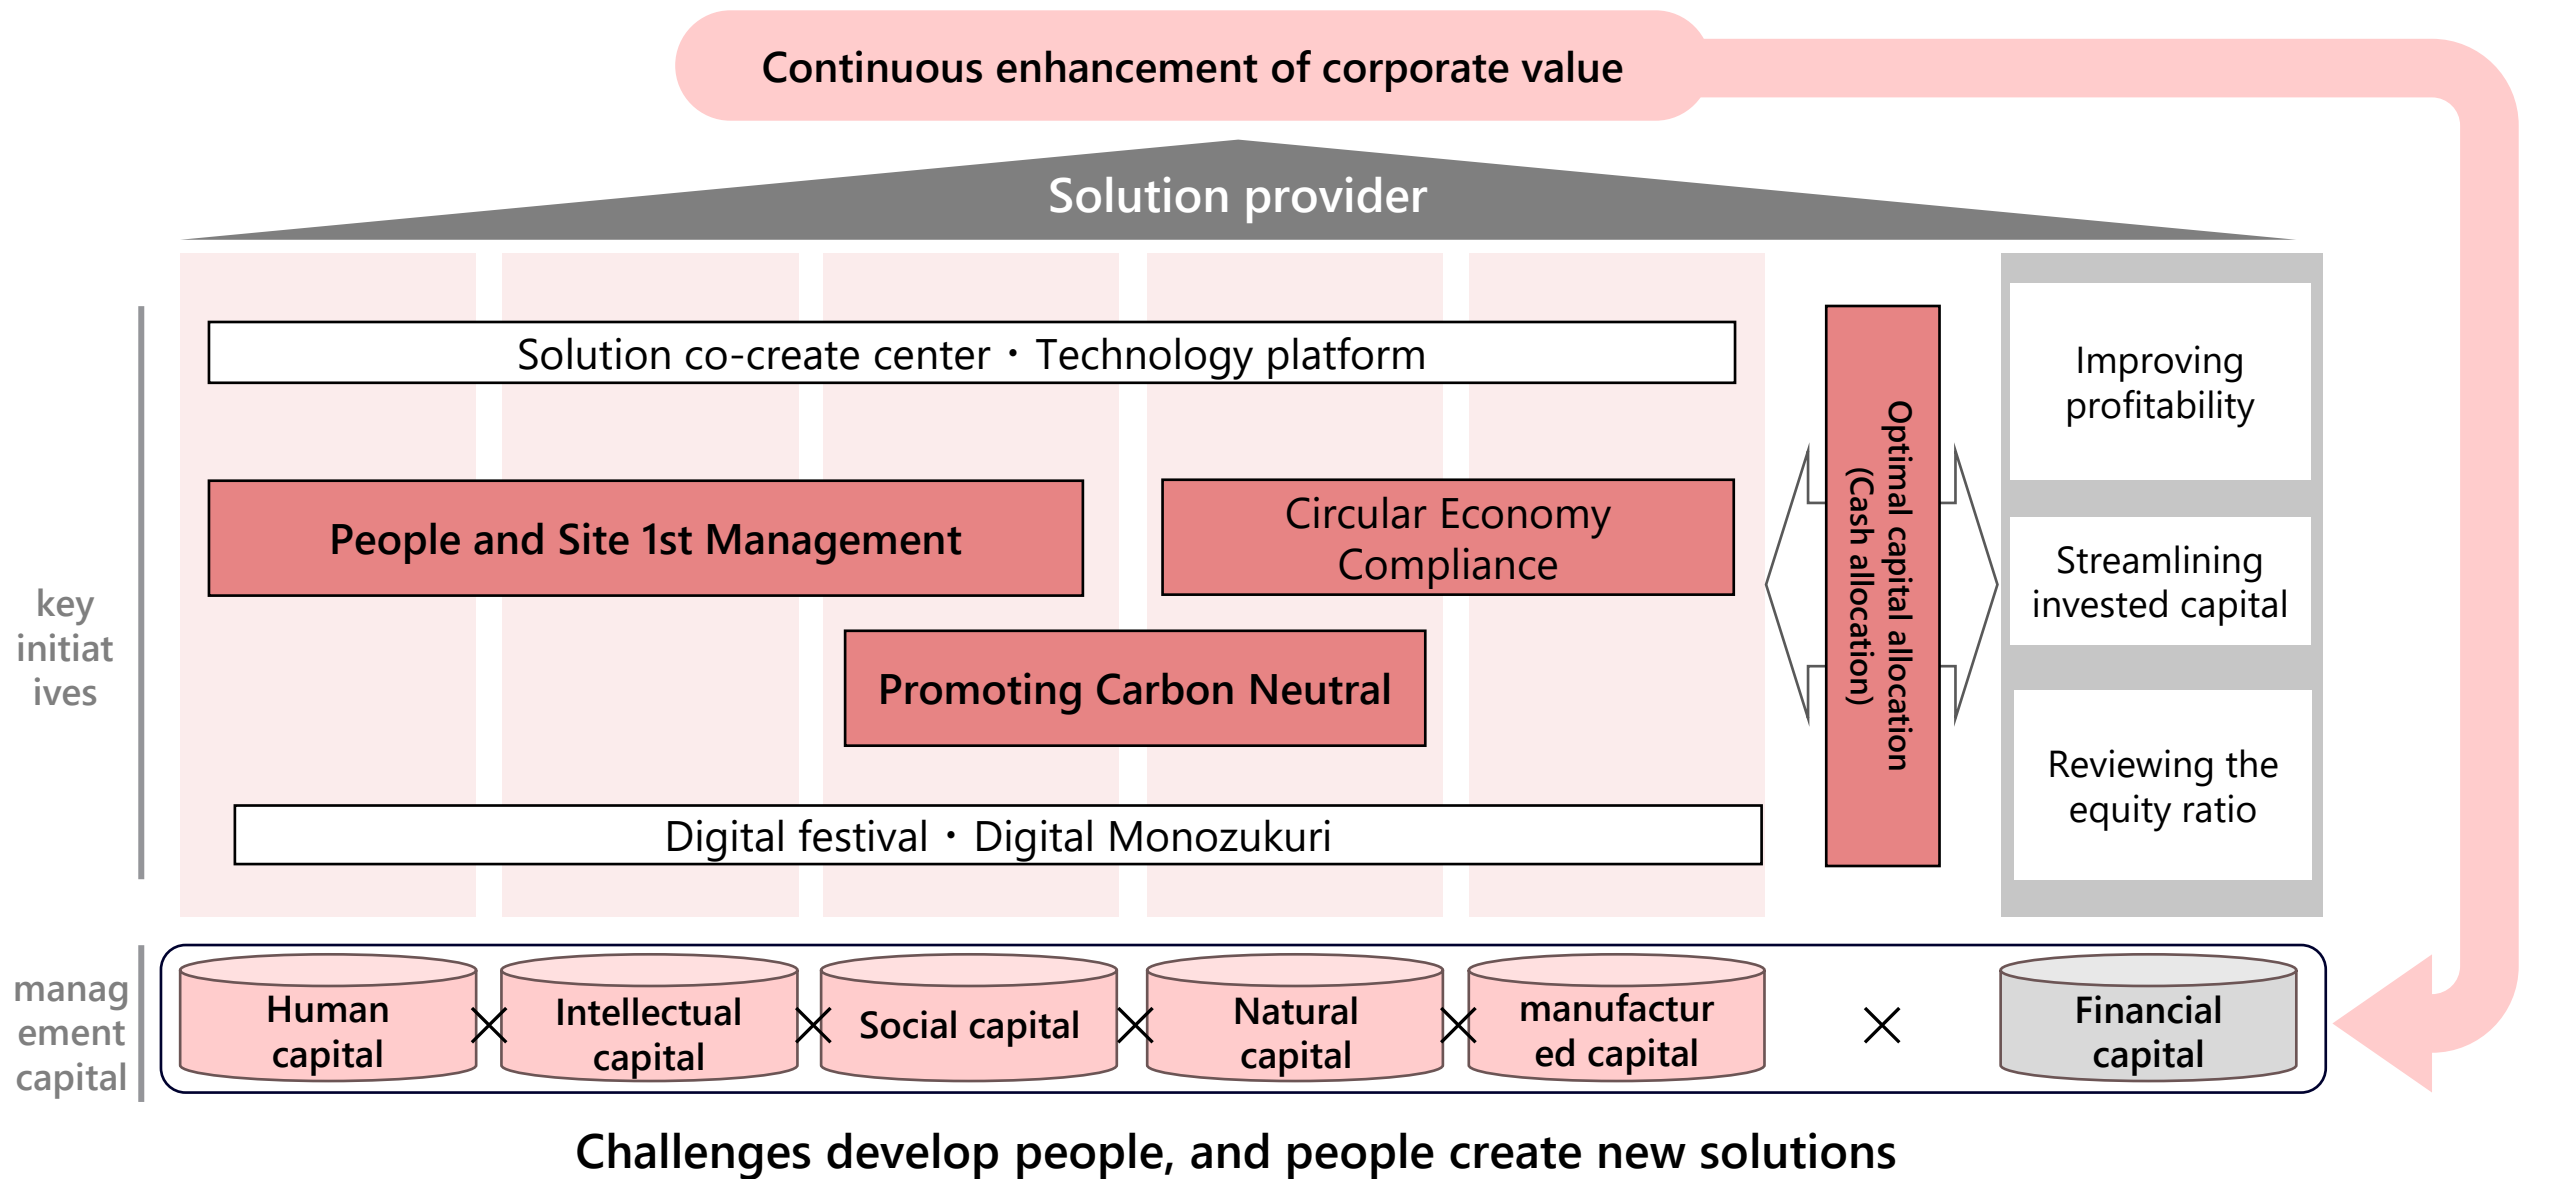 Continuous enhancement of corporate value
Solution provider
key
initiat
ives
Solution co-create center・Technology platform
People and Site 1st Management
Circular Economy
Compliance
Promoting Carbon Neutral
Digital festival・Digital Monozukuri
Optimal capital allocation
(Cash allocation)
Improving
profitability
Streamlining
invested capital
Reviewing the
equity ratio
manag
ement
capital
Human
capital
Intellectual
capital
Social capital
Natural
capital
manufactur
ed capital
Financial
capital
Challenges develop people, and people create new solutions